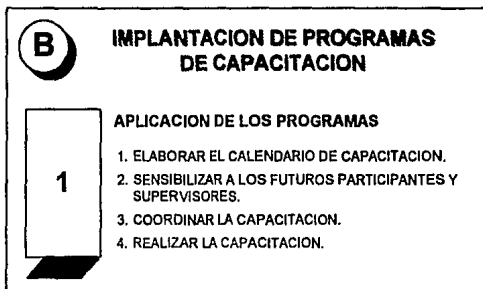 B
IMPLANTACION DE PROGRAMAS
DE CAPACITACION
1
APLICACION DE LOS PROGRAMAS
1. ELABORAR EL CALENDARIO DE CAPACITACION.
2. SENSIBILIZAR A LOS FUTUROS PARTICIPANTES Y
SUPERVISORES.
3. COORDINAR LA CAPACITACION.
4. REALIZAR LA CAPACITACION.